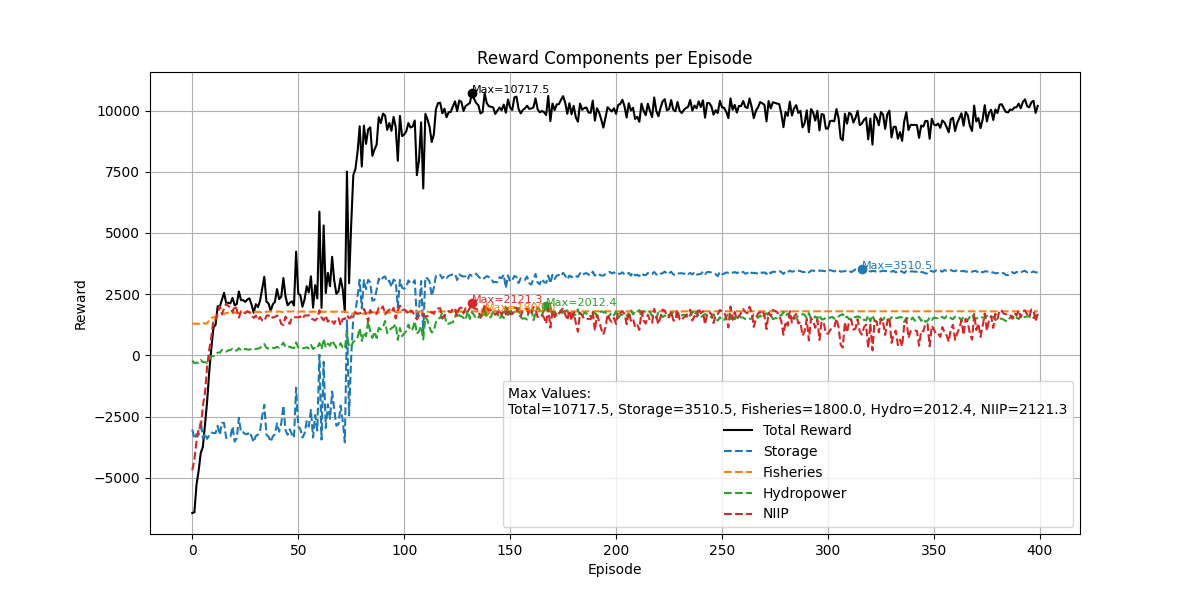 Reward Components per Episode
Reward
10000
7500
5000
2500
0
−2500
−5000
Max=10717.5
Max=3510.5
Max=2121.3
Max=1800.0
Max=2012.4
Max Values:
Total=10717.5, Storage=3510.5, Fisheries=1800.0, Hydro=2012.4, NIIP=2121.3
Total Reward
Storage
Fisheries
Hydropower
NIIP
0 50 100 150 200 250 300 350 400
Episode